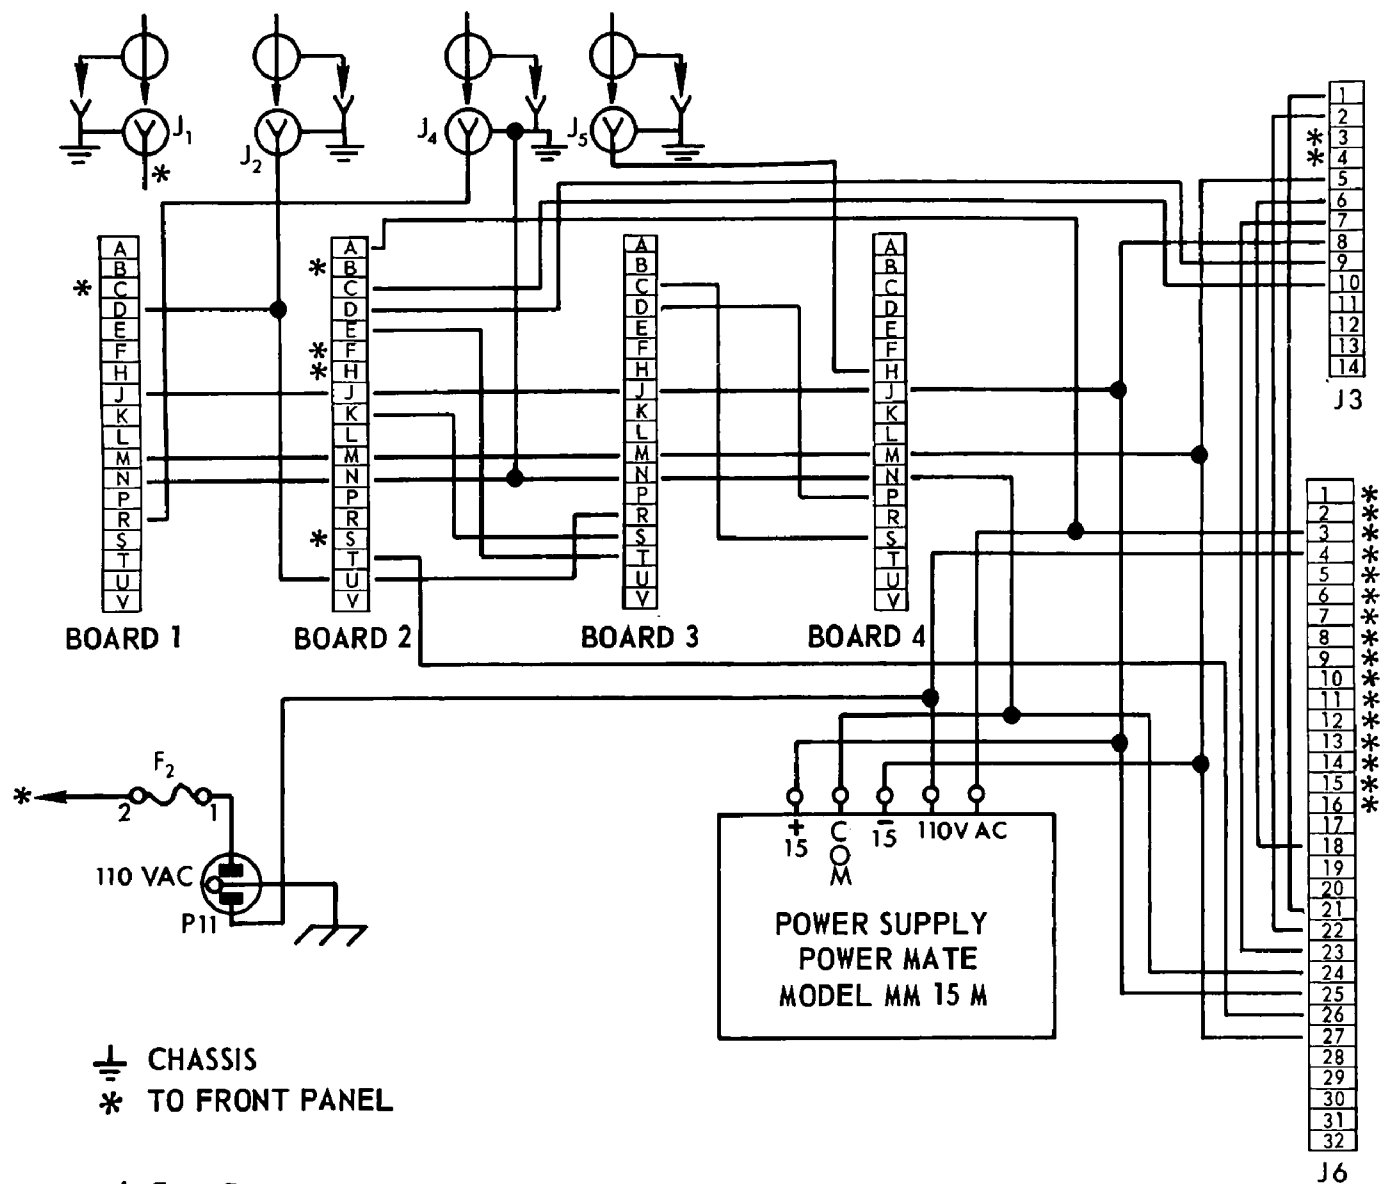 J1
*
J2
J4
J5
A
B
* C
D
E
F
H
J
K
L
M
N
P
R
S
T
U
V
BOARD 1
A
* B
C
D
E
* F
* H
J
K
L
M
N
P
R
* S
T
U
V
BOARD 2
A
B
C
D
E
F
H
J
K
L
M
N
P
R
S
T
U
V
BOARD 3
A
B
C
D
E
F
H
J
K
L
M
N
P
R
S
T
U
V
BOARD 4
1
2
* 3
* 4
5
6
7
8
9
10
11
12
13
14
J3
1 *
2 *
3 *
4 *
5 *
6 *
7 *
8 *
9 *
10 *
11 *
12 *
13 *
14 *
15 *
16 *
17
18
19
20
21
22
23
24
25
26
27
28
29
30
31
32
J6
F2
*
2 1
110 VAC
P11
+ 15
COM
− 15
110V AC
POWER SUPPLY
POWER MATE
MODEL MM 15 M
CHASSIS
* TO FRONT PANEL